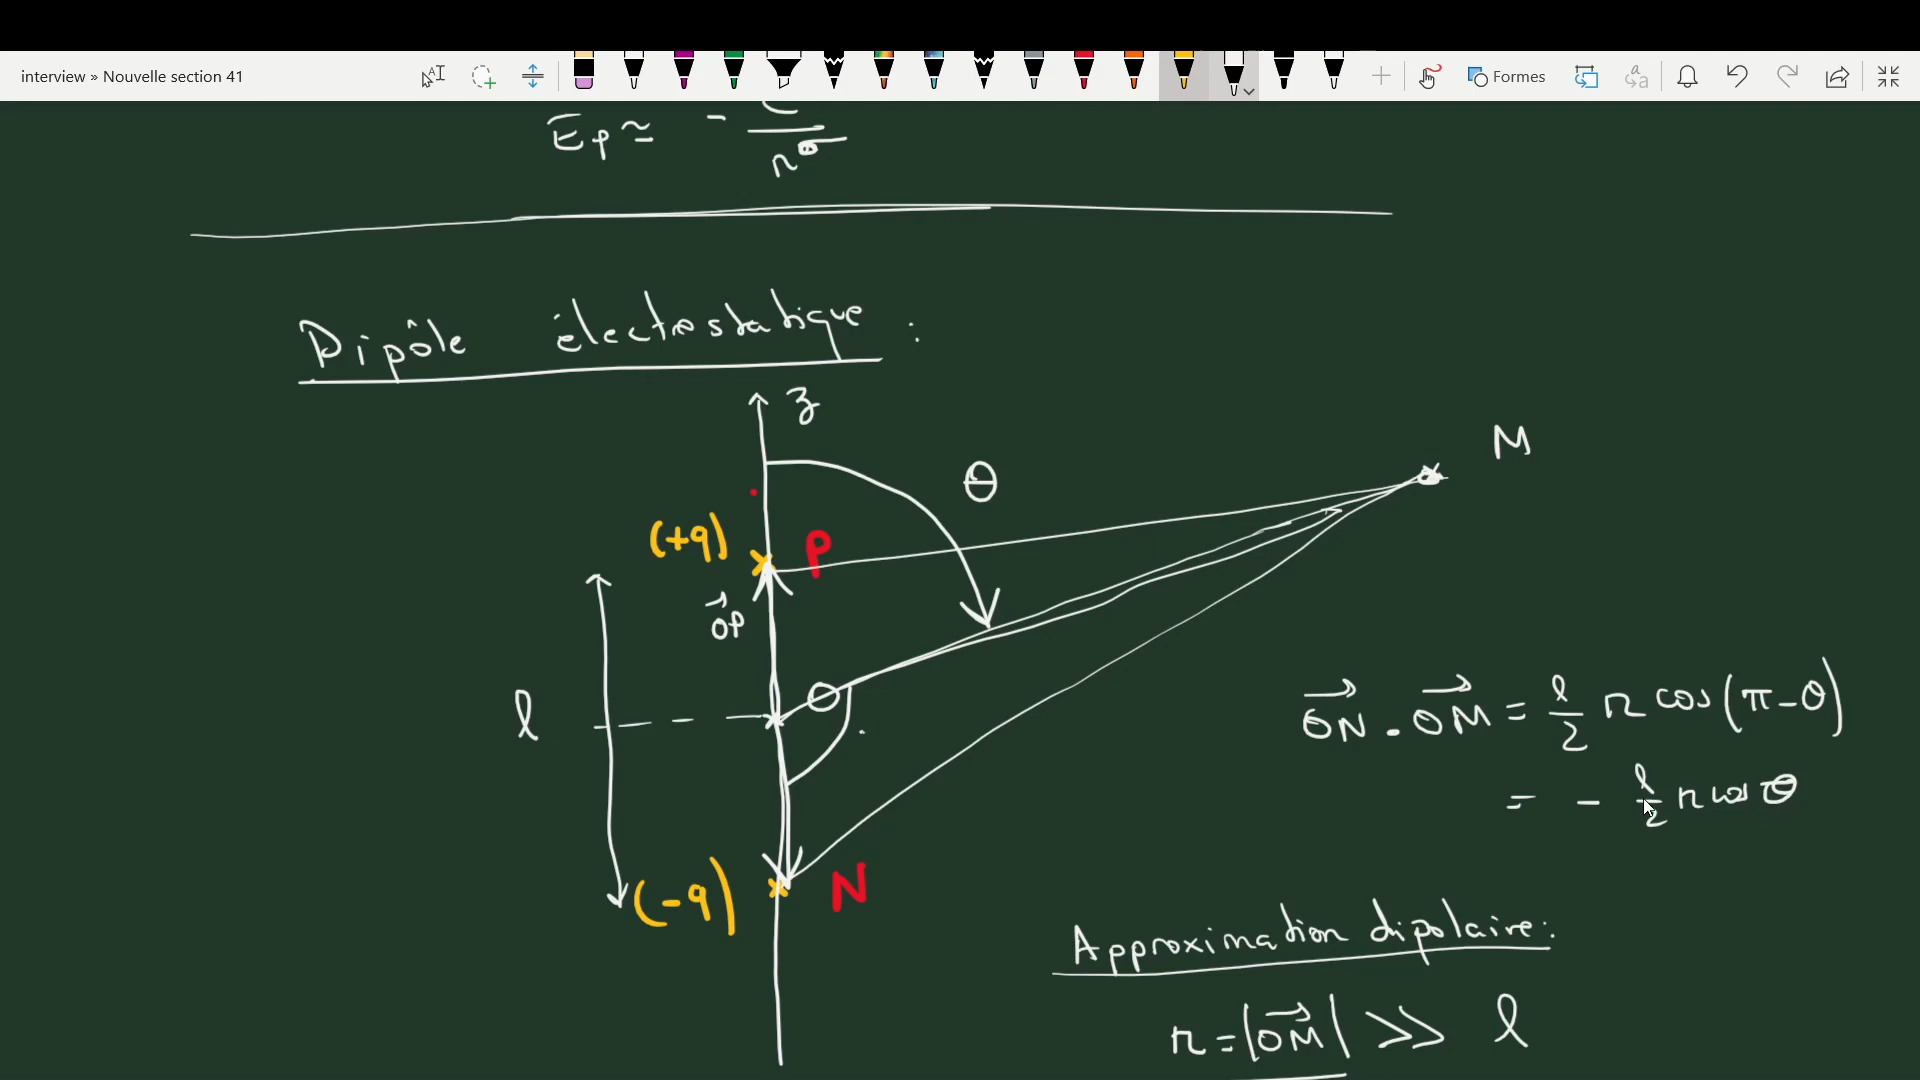 interview » Nouvelle section 41
Formes
Ep ≃ -
r
Dipôle électrostatique :
z
M
θ
(+q)
P
OP
O
l
ON . OM = l/2 r cos(π-θ)
= - l/2 r cos θ
(-q)
N
Approximation dipolaire:
r = |OM| >> l